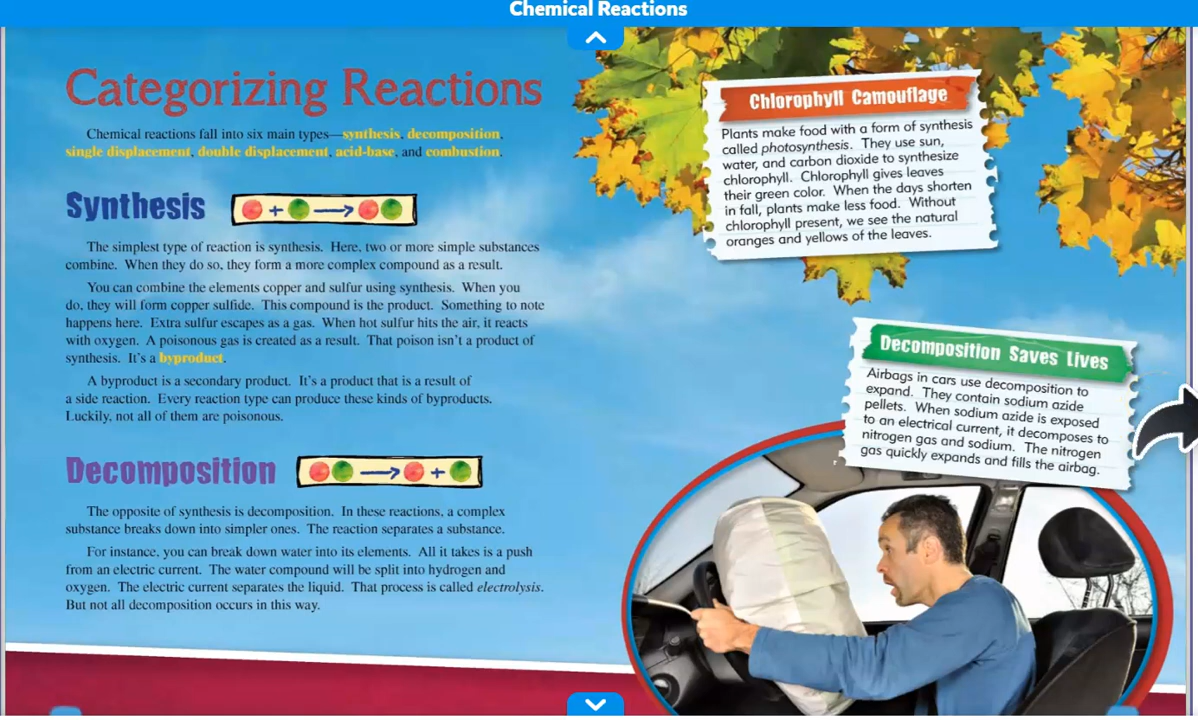 Chemical Reactions
Categorizing Reactions
Chemical reactions fall into six main types—synthesis, decomposition,
single displacement, double displacement, acid-base, and combustion.
Synthesis
The simplest type of reaction is synthesis. Here, two or more simple substances
combine. When they do so, they form a more complex compound as a result.
You can combine the elements copper and sulfur using synthesis. When you
do, they will form copper sulfide. This compound is the product. Something to note
happens here. Extra sulfur escapes as a gas. When hot sulfur hits the air, it reacts
with oxygen. A poisonous gas is created as a result. That poison isn't a product of
synthesis. It's a byproduct.
A byproduct is a secondary product. It's a product that is a result of
a side reaction. Every reaction type can produce these kinds of byproducts.
Luckily, not all of them are poisonous.
Decomposition
The opposite of synthesis is decomposition. In these reactions, a complex
substance breaks down into simpler ones. The reaction separates a substance.
For instance, you can break down water into its elements. All it takes is a push
from an electric current. The water compound will be split into hydrogen and
oxygen. The electric current separates the liquid. That process is called electrolysis.
But not all decomposition occurs in this way.
Chlorophyll Camouflage
Plants make food with a form of synthesis
called photosynthesis. They use sun,
water, and carbon dioxide to synthesize
chlorophyll. Chlorophyll gives leaves
their green color. When the days shorten
in fall, plants make less food. Without
chlorophyll present, we see the natural
oranges and yellows of the leaves.
Decomposition Saves Lives
Airbags in cars use decomposition to
expand. They contain sodium azide
pellets. When sodium azide is exposed
to an electrical current, it decomposes to
nitrogen gas and sodium. The nitrogen
gas quickly expands and fills the airbag.